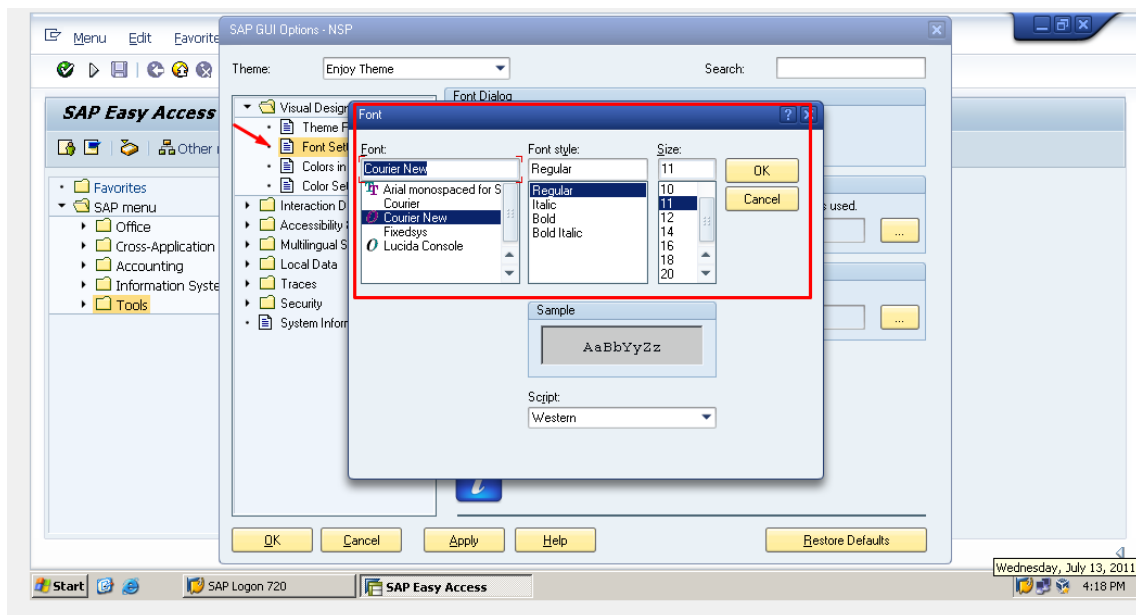 SAP GUI Options - NSP
Menu Edit Favorite
Theme: Enjoy Theme Search:
SAP Easy Access
Other
Favorites
SAP menu
Office
Cross-Application
Accounting
Information Syste
Tools
Visual Design
Theme P
Font Sett
Colors in
Color Set
Interaction D
Accessibility
Multilingual S
Local Data
Traces
Security
System Inform
Font Dialog
s used.
...
...
Font
Font: Font style: Size:
Courier New Regular 11 OK
Cancel
Arial monospaced for S
Courier
Courier New
Fixedsys
Lucida Console
Regular
Italic
Bold
Bold Italic
10
11
12
14
16
18
20
Sample
AaBbYyZz
Script:
Western
OK Cancel Apply Help Restore Defaults
Wednesday, July 13, 2011
Start SAP Logon 720 SAP Easy Access 4:18 PM